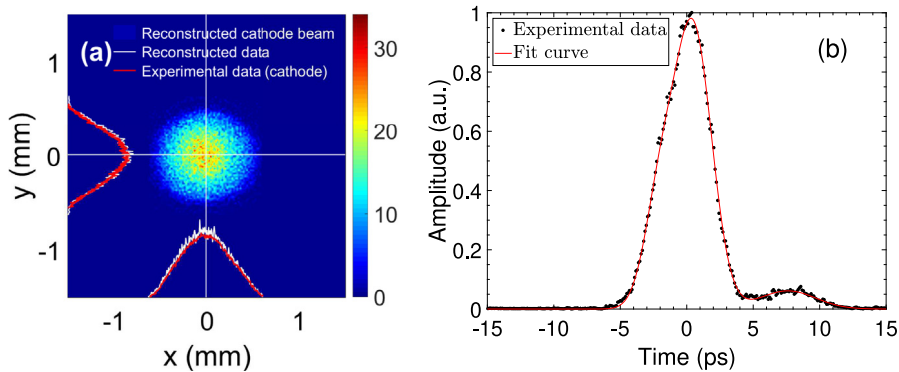 (a)
Reconstructed cathode beam
Reconstructed data
Experimental data (cathode)
1
0
-1
y (mm)
-1 0 1
x (mm)
30
20
10
0
(b)
Experimental data
Fit curve
1
0.8
0.6
0.4
0.2
0
Amplitude (a.u.)
-15 -10 -5 0 5 10 15
Time (ps)